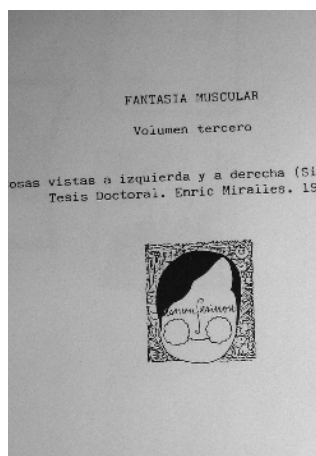 FANTASIA MUSCULAR
Volumen tercero
osas vistas a izquierda y a derecha (Si
Tesis Doctoral. Enric Miralles. 19